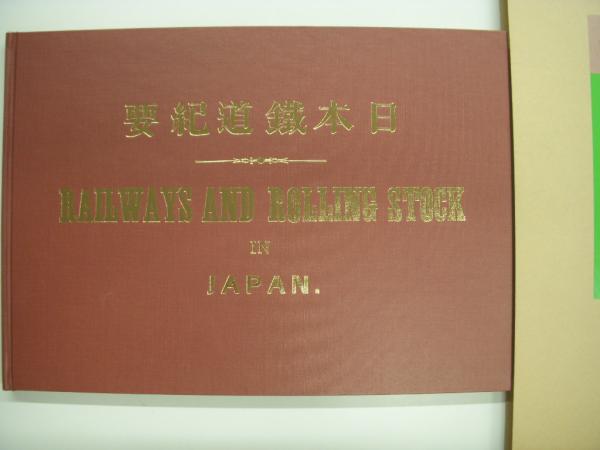 要紀道鐵本日
RAILWAYS AND ROLLING STOCK
IN
JAPAN.